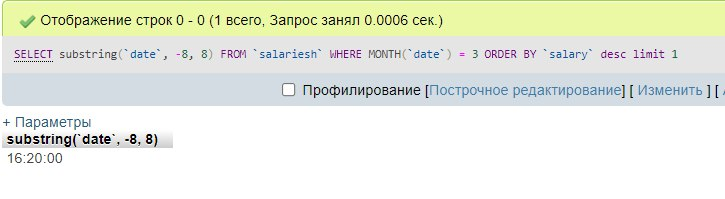 Отображение строк 0 - 0 (1 всего, Запрос занял 0.0006 сек.)
SELECT substring(`date`, -8, 8) FROM `salariesh` WHERE MONTH(`date`) = 3 ORDER BY `salary` desc limit 1
Профилирование [Построчное редактирование] [ Изменить ] [
+ Параметры
substring(`date`, -8, 8)
16:20:00